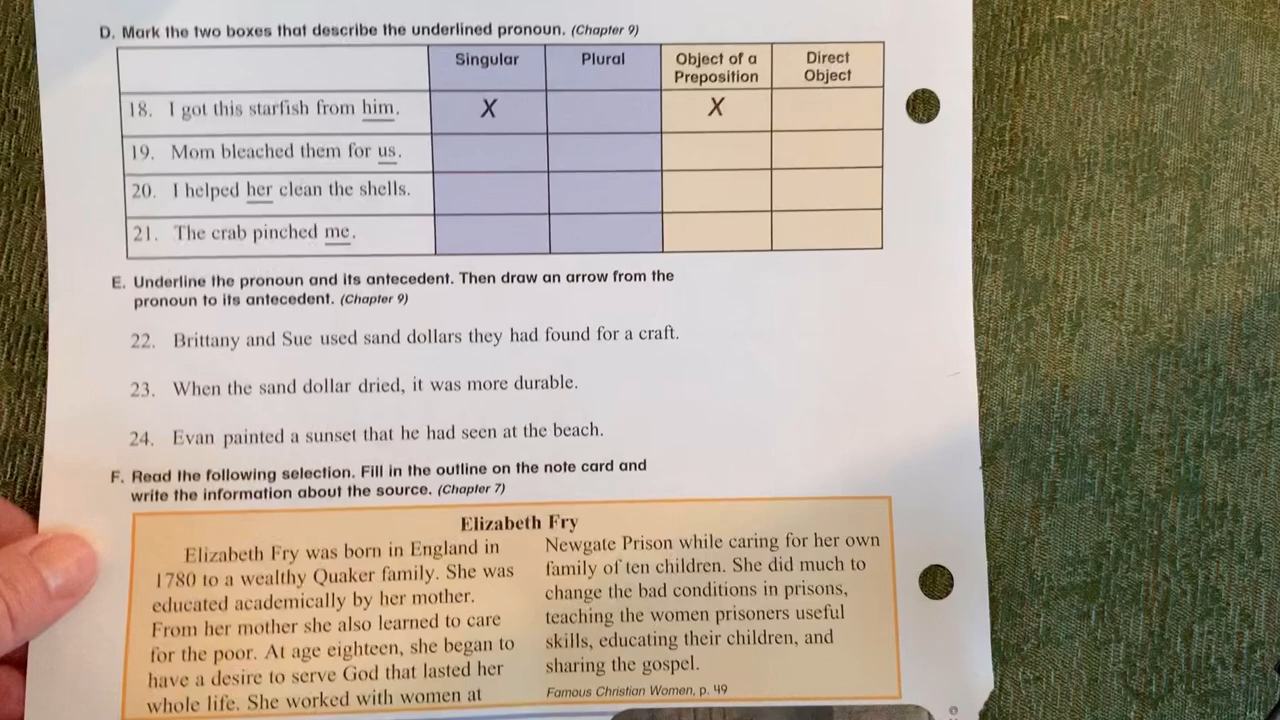 D. Mark the two boxes that describe the underlined pronoun. (Chapter 9)
Singular Plural Object of a Preposition Direct Object
18. I got this starfish from him. X X
19. Mom bleached them for us.
20. I helped her clean the shells.
21. The crab pinched me.
E. Underline the pronoun and its antecedent. Then draw an arrow from the
pronoun to its antecedent. (Chapter 9)
22. Brittany and Sue used sand dollars they had found for a craft.
23. When the sand dollar dried, it was more durable.
24. Evan painted a sunset that he had seen at the beach.
F. Read the following selection. Fill in the outline on the note card and
write the information about the source. (Chapter 7)
Elizabeth Fry
Elizabeth Fry was born in England in
1780 to a wealthy Quaker family. She was
educated academically by her mother.
From her mother she also learned to care
for the poor. At age eighteen, she began to
have a desire to serve God that lasted her
whole life. She worked with women at
Newgate Prison while caring for her own
family of ten children. She did much to
change the bad conditions in prisons,
teaching the women prisoners useful
skills, educating their children, and
sharing the gospel.
Famous Christian Women, p. 49
©